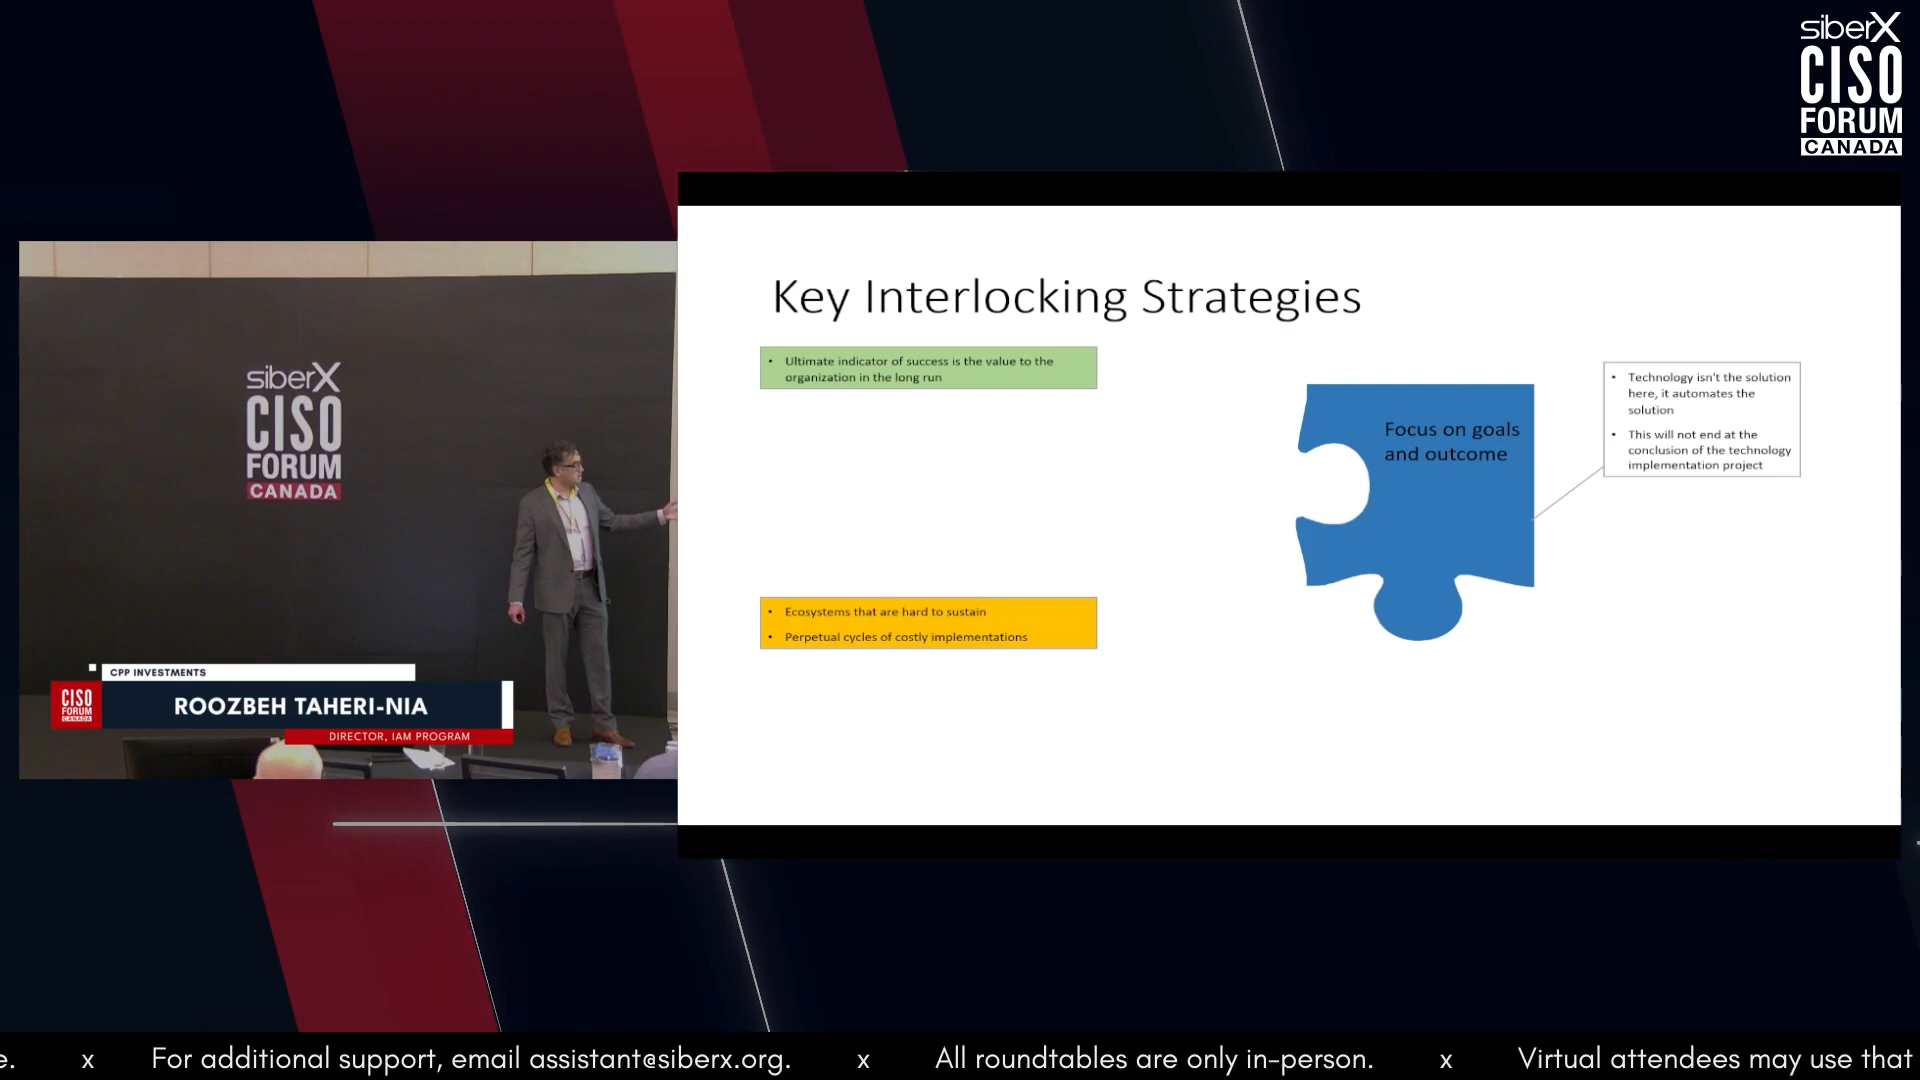 siberX
CISO
FORUM
CANADA
Key Interlocking Strategies
• Ultimate indicator of success is the value to the
organization in the long run
Focus on goals
and outcome
• Technology isn't the solution
here, it automates the
solution
• This will not end at the
conclusion of the technology
implementation project
• Ecosystems that are hard to sustain
• Perpetual cycles of costly implementations
siberX
CISO
FORUM
CANADA
CPP INVESTMENTS
CISO
FORUM
CANADA
ROOZBEH TAHERI-NIA
DIRECTOR, IAM PROGRAM
e. x For additional support, email assistant@siberx.org. x All roundtables are only in-person. x Virtual attendees may use that